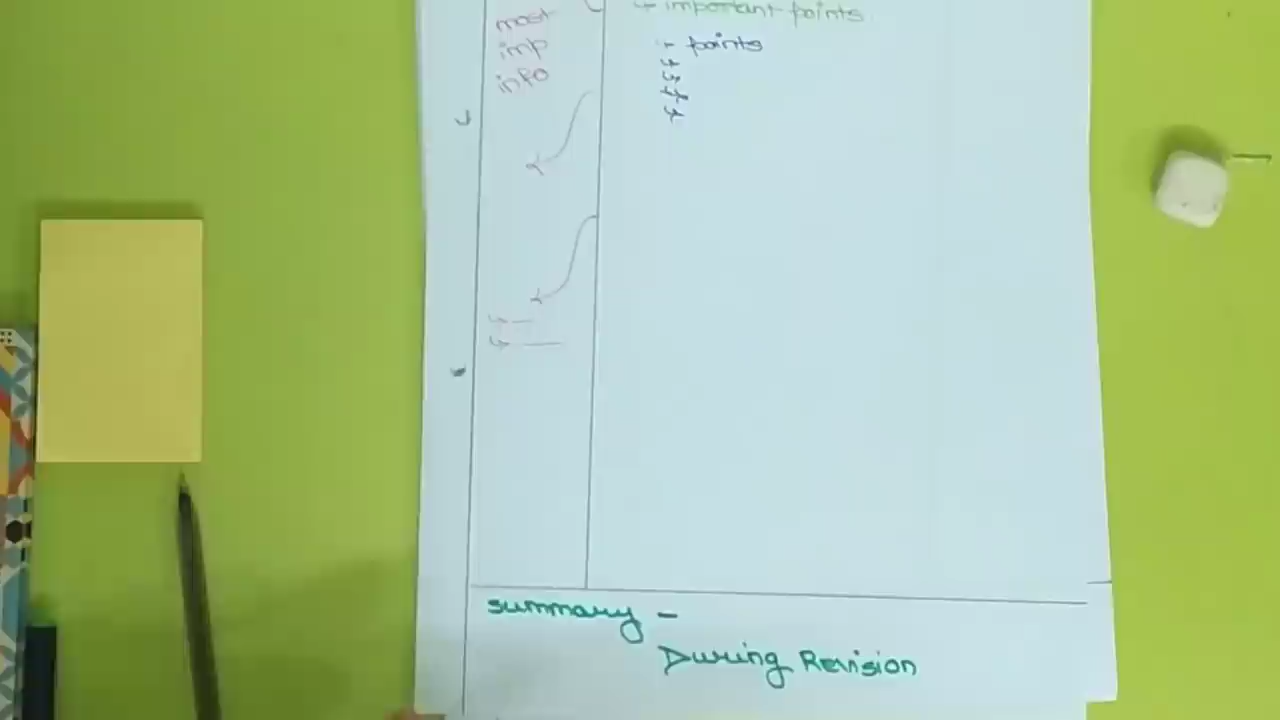 most
imp
info
important points
points
summary -
During Revision